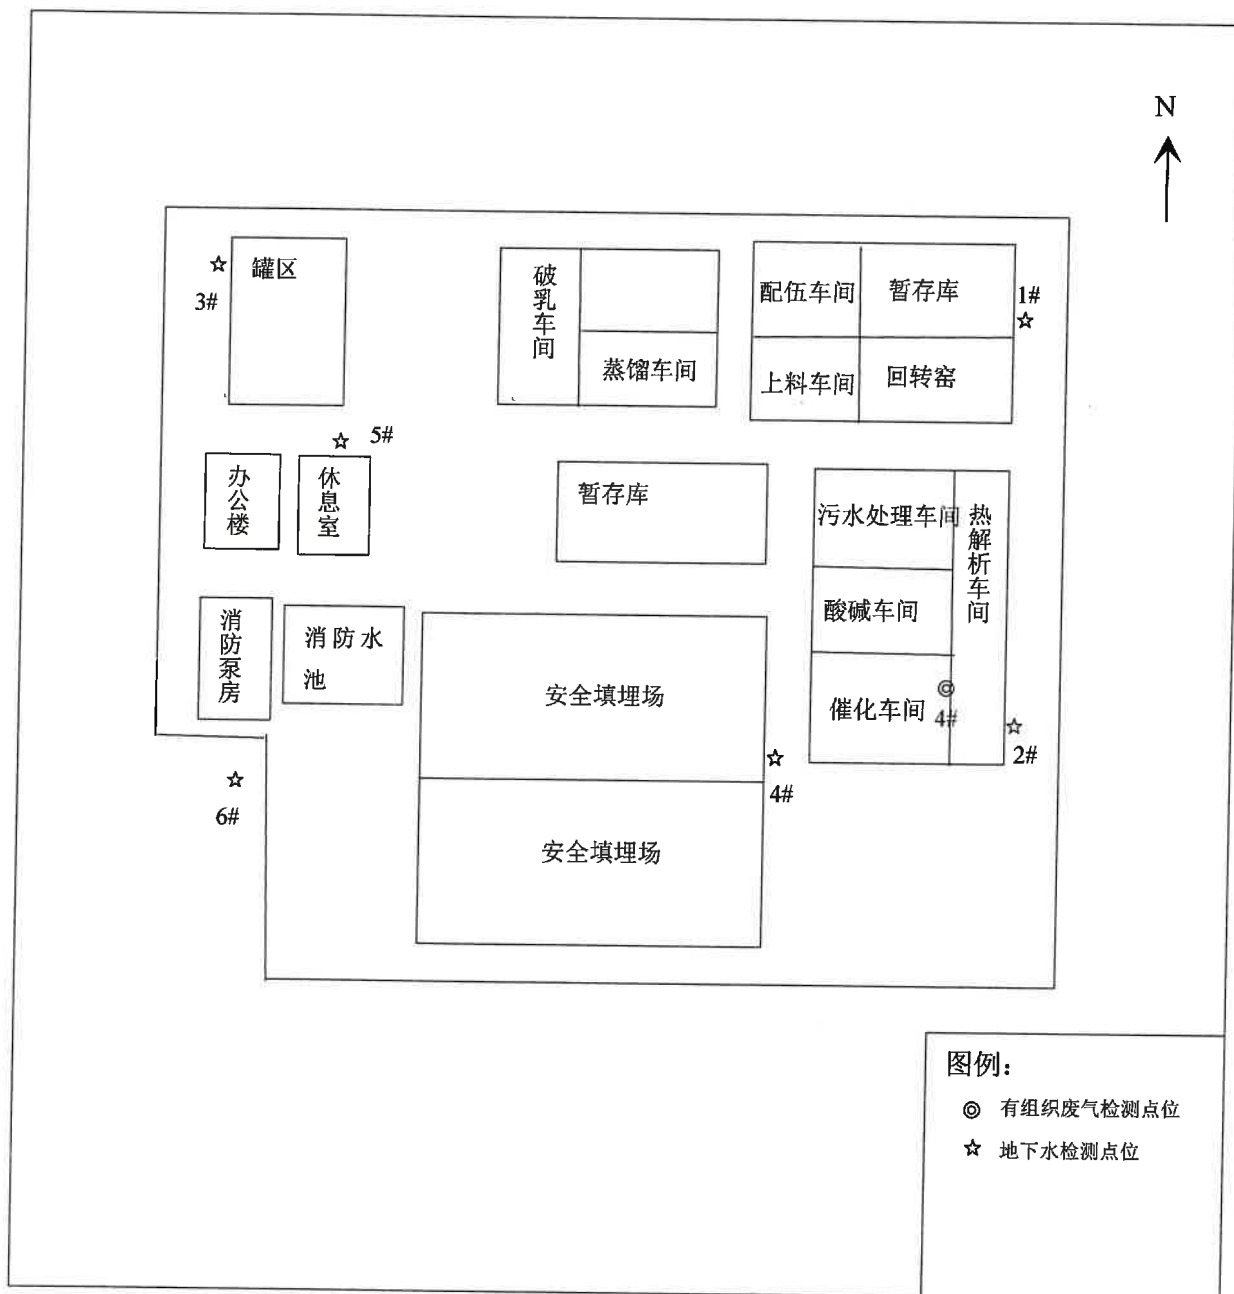 N
罐区
3#
破乳车间
蒸馏车间
配伍车间
暂存库
1#
上料车间
回转窑
5#
办公楼
休息室
暂存库
污水处理车间
热解析车间
酸碱车间
催化车间
4#
2#
消防泵房
消防水
池
安全填埋场
4#
6#
安全填埋场
图例：
有组织废气检测点位
地下水检测点位